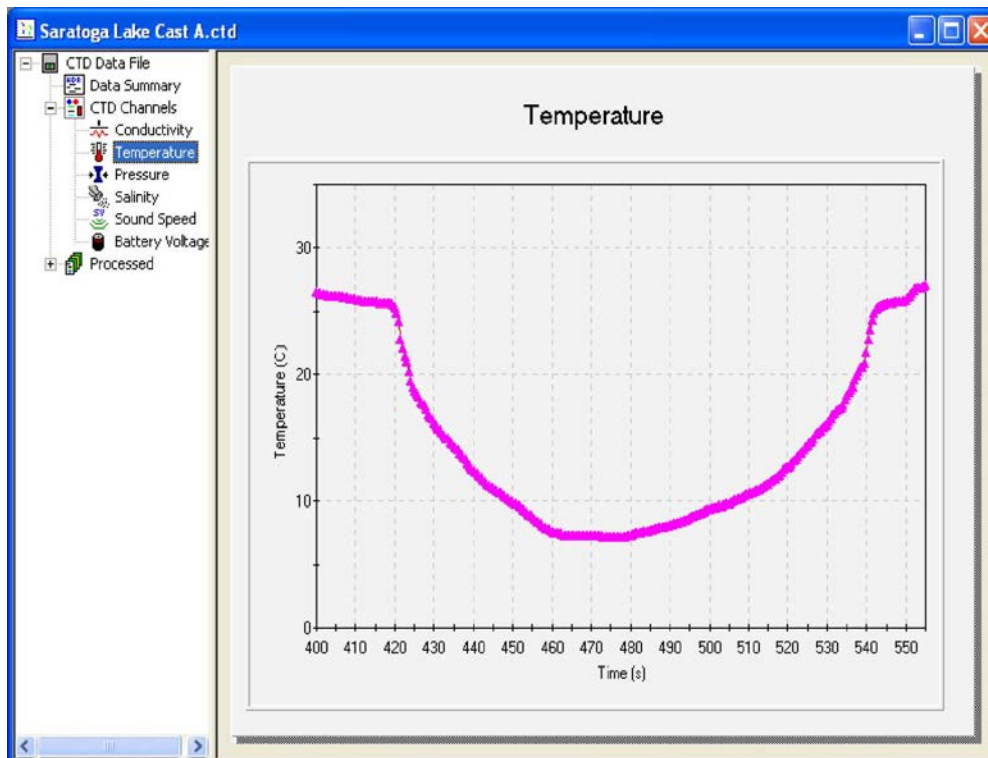 Saratoga Lake Cast A.ctd
CTD Data File
Data Summary
CTD Channels
Conductivity
Temperature
Pressure
Salinity
Sound Speed
Battery Voltage
Processed
Temperature
Temperature (C)
30
20
10
0
400 410 420 430 440 450 460 470 480 490 500 510 520 530 540 550
Time (s)